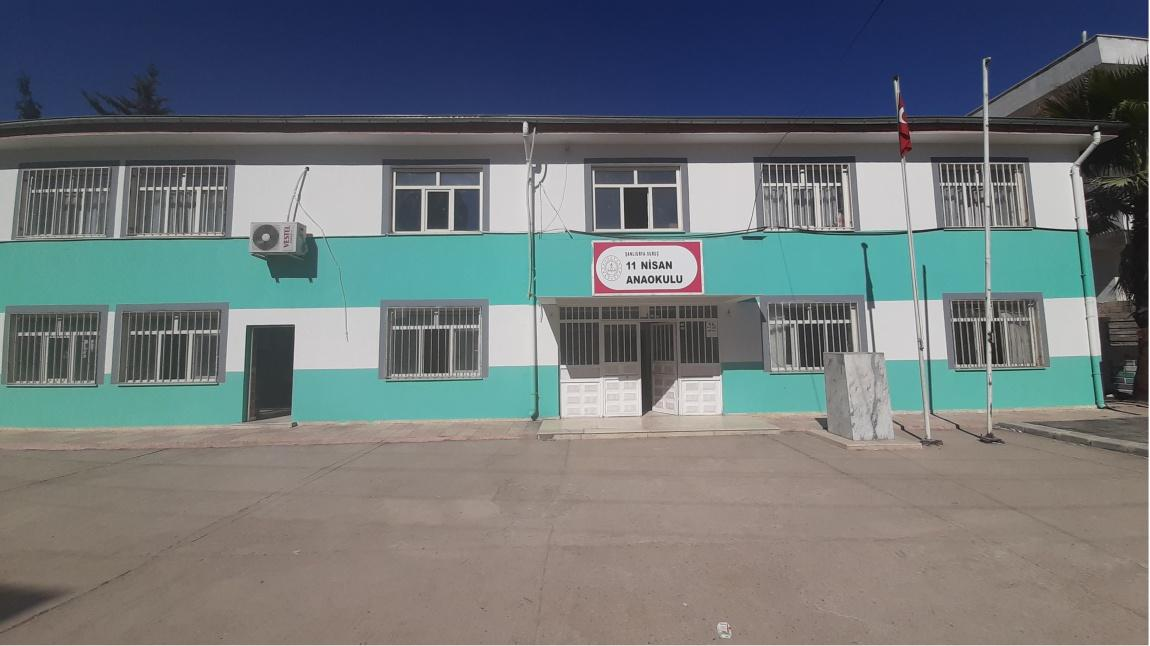 ŞANLIURFA SURUÇ
11 NİSAN
ANAOKULU
VESTEL